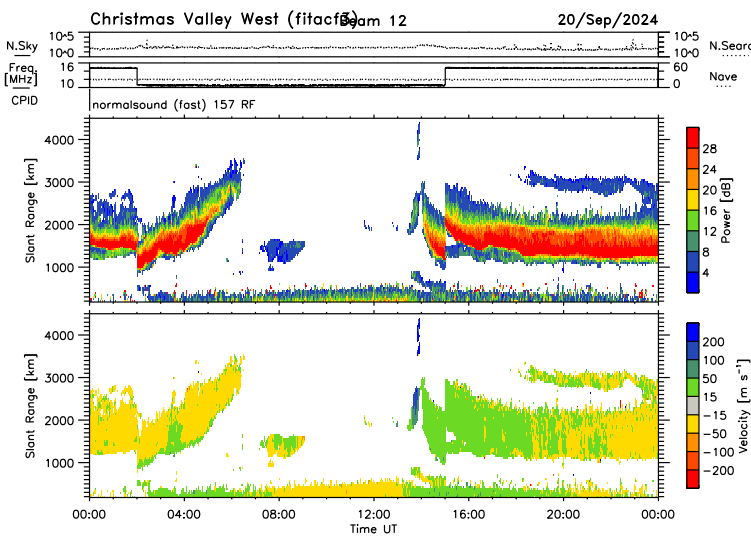 Christmas Valley West (fitacf3) Beam 12 20/Sep/2024
N.Sky 10^5 10^0 10^5 10^0 N.Searc
Freq. [MHz] 16 10 60 0 Nave
CPID normalsound (fast) 157 RF
Slant Range [km] 4000 3000 2000 1000
28 24 20 16 12 8 4 Power [dB]
Slant Range [km] 4000 3000 2000 1000
200 100 50 15 -15 -50 -100 -200 Velocity [m s⁻¹]
00:00 04:00 08:00 12:00 16:00 20:00 00:00
Time UT